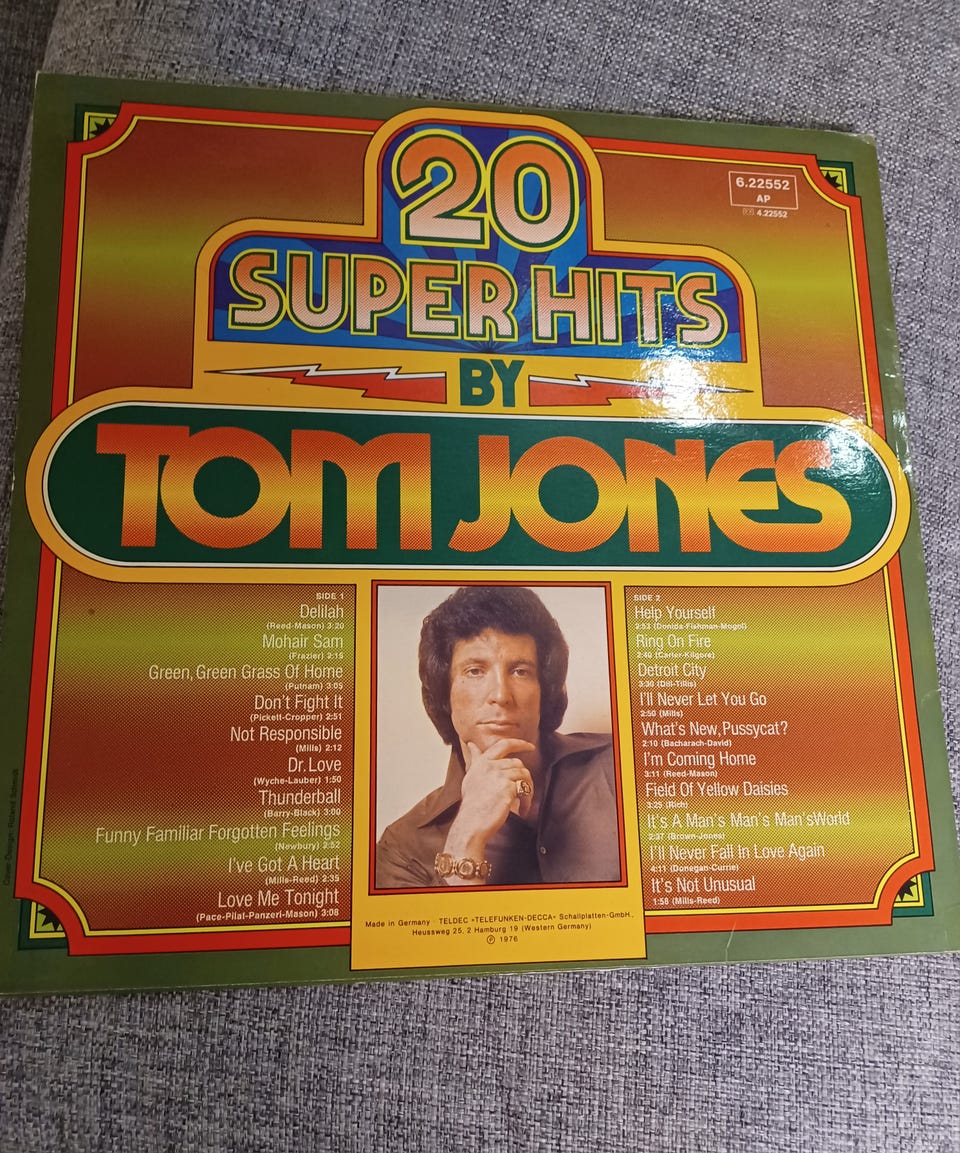 20
SUPER HITS
BY
TOM JONES
6.22552
AP
4.22552
SIDE 1
Delilah
(Reed-Mason) 3:20
Mohair Sam
(Frazier) 2:15
Green, Green Grass Of Home
(Putnam) 3:05
Don't Fight It
(Pickett-Cropper) 2:51
Not Responsible
(Mills) 2:12
Dr. Love
(Wyche-Lauber) 1:50
Thunderball
(Barry-Black) 3:00
Funny Familiar Forgotten Feelings
(Newbury) 2:52
I've Got A Heart
(Mills-Reed) 2:35
Love Me Tonight
(Pace-Pilat-Panzeri-Mason) 3:08
SIDE 2
Help Yourself
2:53 (Donida-Fishman-Mogol)
Ring On Fire
2:46 (Carter-Kilgore)
Detroit City
3:30 (Dill-Tillis)
I'll Never Let You Go
2:50 (Mills)
What's New, Pussycat?
2:10 (Bacharach-David)
I'm Coming Home
3:11 (Reed-Mason)
Field Of Yellow Daisies
3:25 (Rich)
It's A Man's Man's Man'sWorld
2:37 (Brown-Jones)
I'll Never Fall In Love Again
4:11 (Donegan-Currie)
It's Not Unusual
1:58 (Mills-Reed)
Made in Germany TELDEC »TELEFUNKEN-DECCA« Schallplatten-GmbH.,
Heussweg 25, 2 Hamburg 19 (Western Germany)
Ⓟ 1976
Cover-Design: Roland